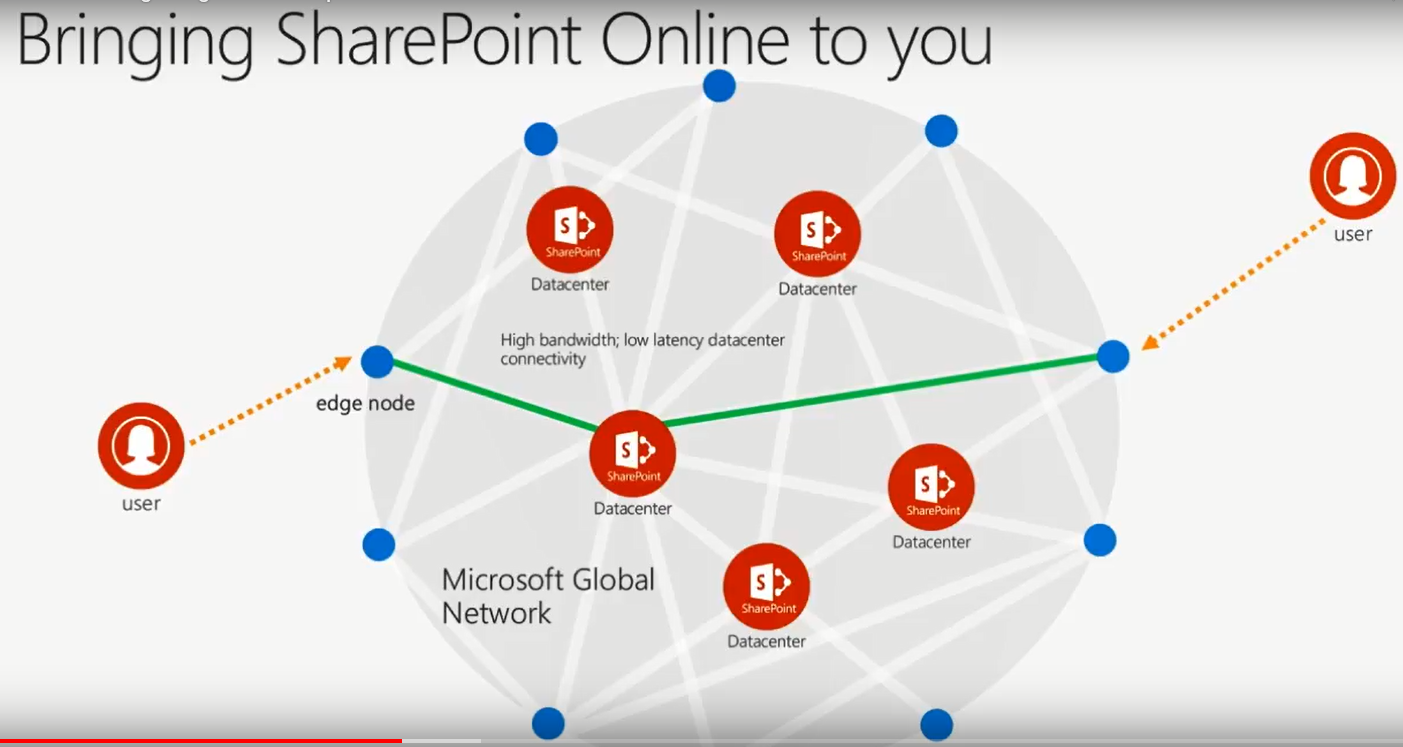 Bringing SharePoint Online to you
S
SharePoint
Datacenter
S
SharePoint
Datacenter
user
High bandwidth; low latency datacenter
connectivity
edge node
user
S
SharePoint
Datacenter
S
SharePoint
Datacenter
Microsoft Global
Network
S
SharePoint
Datacenter